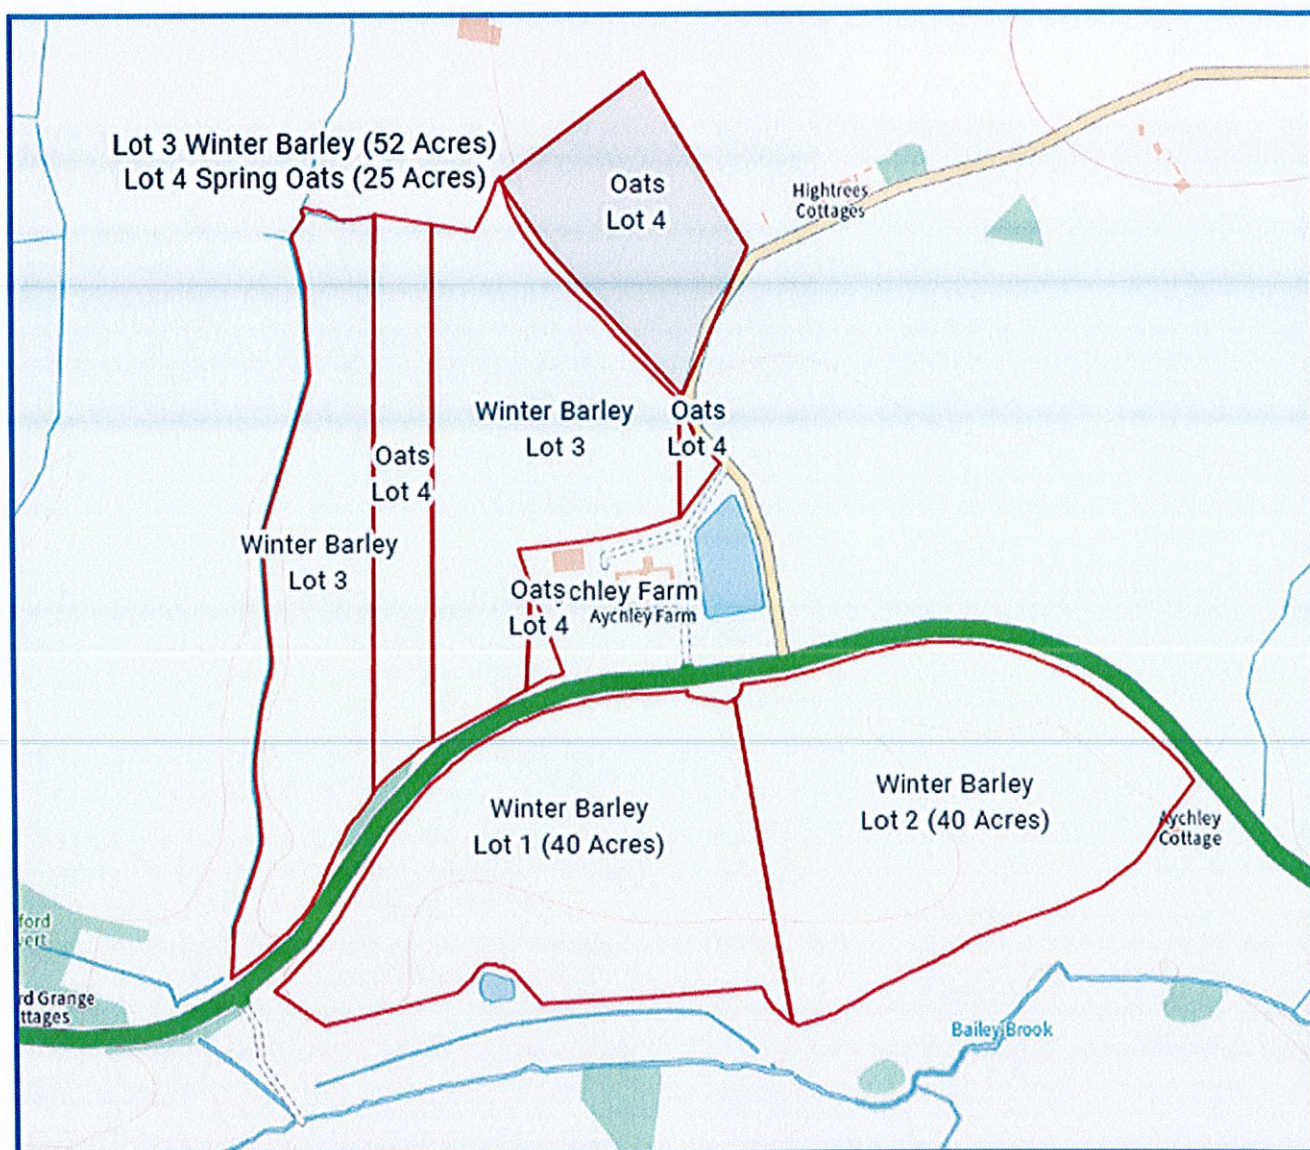 Lot 3 Winter Barley (52 Acres)
Lot 4 Spring Oats (25 Acres)
Oats
Lot 4
Hightrees
Cottages
Winter Barley
Lot 3
Oats
Lot 4
Oats
Lot 4
Winter Barley
Lot 3
Oats
Lot 4
chley Farm
Aychley Farm
Winter Barley
Lot 1 (40 Acres)
Winter Barley
Lot 2 (40 Acres)
Aychley
Cottage
ford
vert
rd Grange
ttages
Bailey Brook